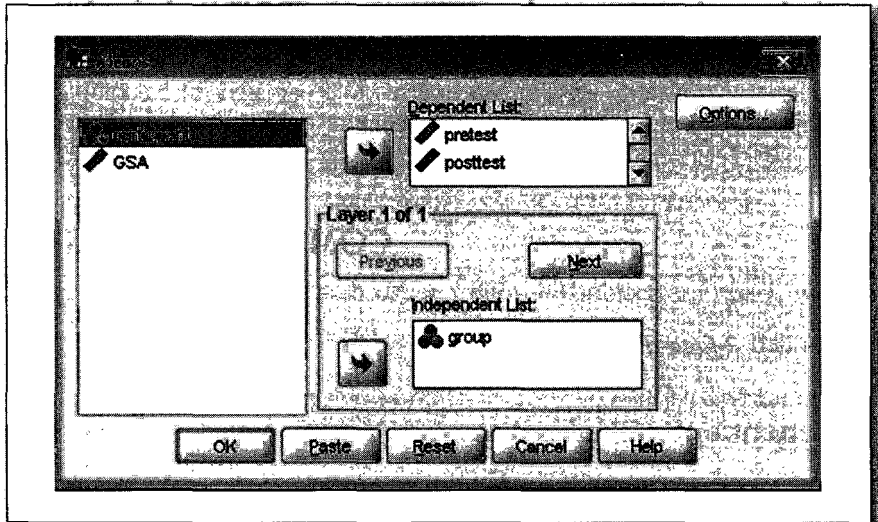 Dependent List:
Options...
pretest
posttest
GSA
Layer 1 of 1
Previous
Next
Independent List:
group
OK
Paste
Reset
Cancel
Help